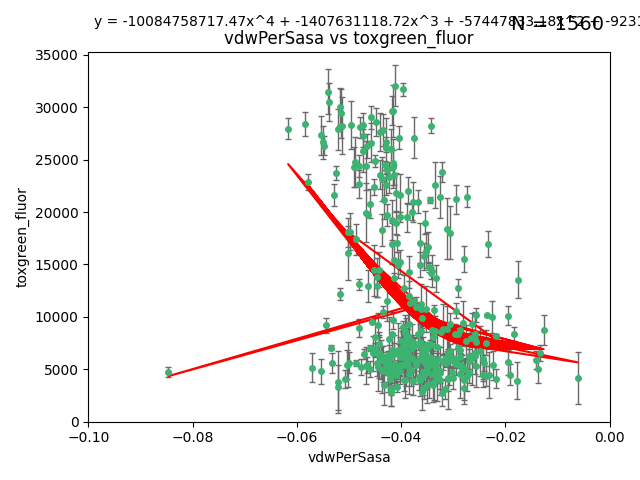 y = -10084758717.47x^4 + -1407631118.72x^3 +
N = 1560
vdwPerSasa vs toxgreen_fluor
35000
30000
25000
20000
15000
10000
5000
0
toxgreen_fluor
−0.10 −0.08 −0.06 −0.04 −0.02 0.00
vdwPerSasa